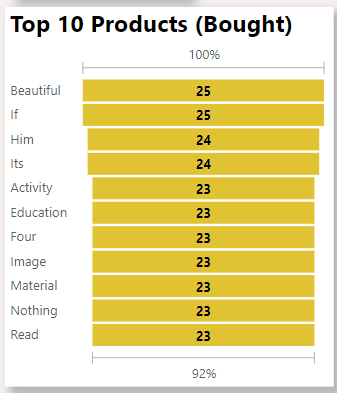 Top 10 Products (Bought)
100%
Beautiful 25
If 25
Him 24
Its 24
Activity 23
Education 23
Four 23
Image 23
Material 23
Nothing 23
Read 23
92%